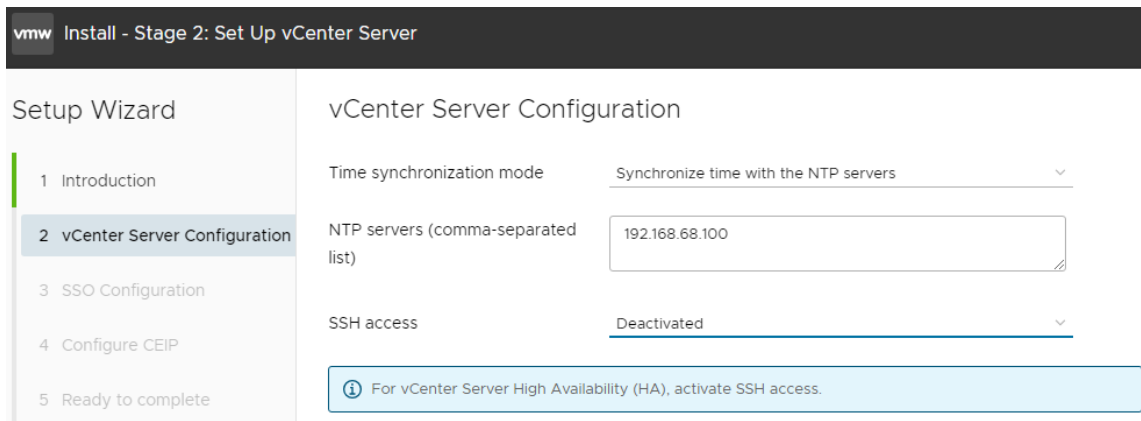 vmw Install - Stage 2: Set Up vCenter Server
Setup Wizard
1 Introduction
2 vCenter Server Configuration
3 SSO Configuration
4 Configure CEIP
5 Ready to complete
vCenter Server Configuration
Time synchronization mode
Synchronize time with the NTP servers
NTP servers (comma-separated
list)
192.168.68.100
SSH access
Deactivated
For vCenter Server High Availability (HA), activate SSH access.